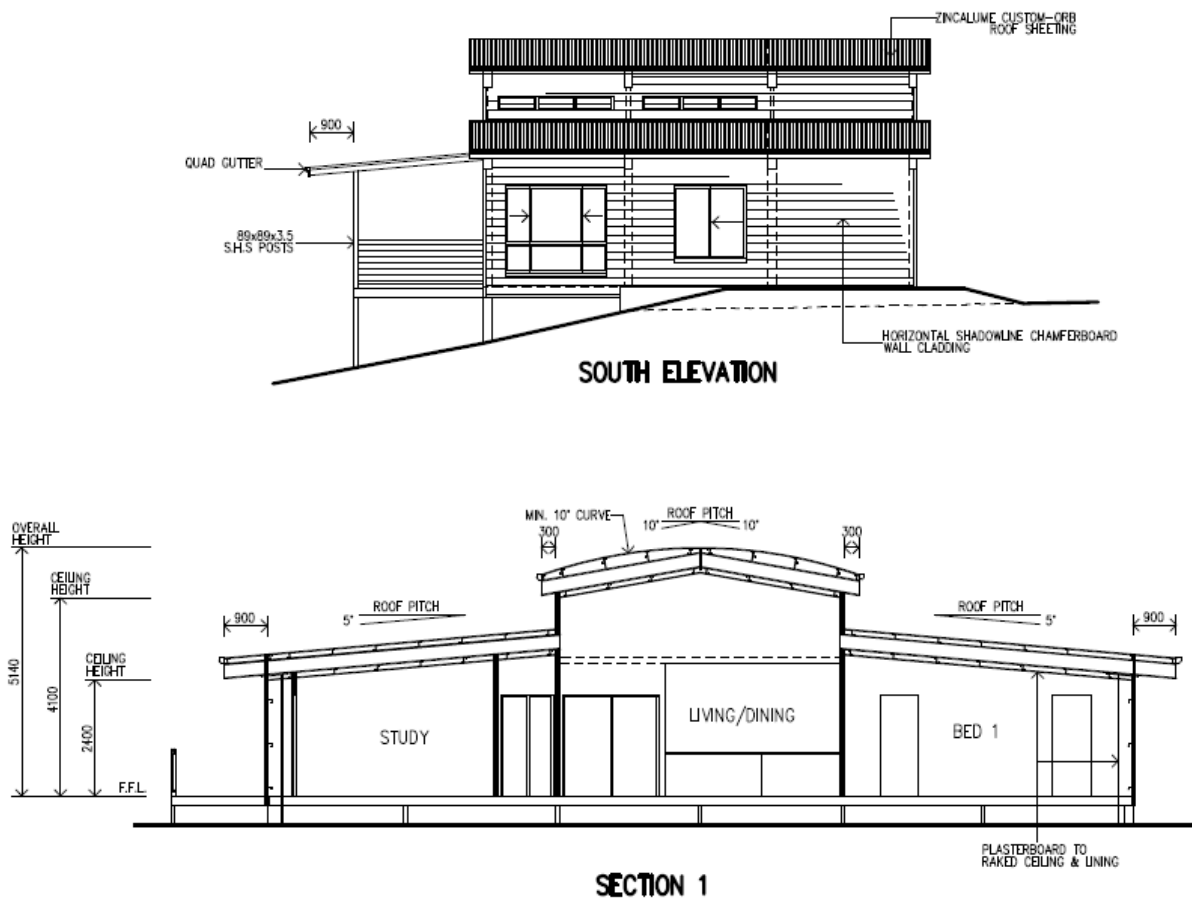 ZINCALUME CUSTOM-ORB
ROOF SHEETING
900
QUAD GUTTER
89x89x3.5
S.H.S POSTS
HORIZONTAL SHADOWLINE CHAMFERBOARD
WALL CLADDING
SOUTH ELEVATION
OVERALL
HEIGHT
MIN. 10° CURVE
ROOF PITCH
10° 10°
300
300
CEILING
HEIGHT
ROOF PITCH
5°
ROOF PITCH
5°
900
900
CEILING
HEIGHT
5140
4100
2400
STUDY
LIVING/DINING
BED 1
F.F.L.
PLASTERBOARD TO
RAKED CEILING & LINING
SECTION 1